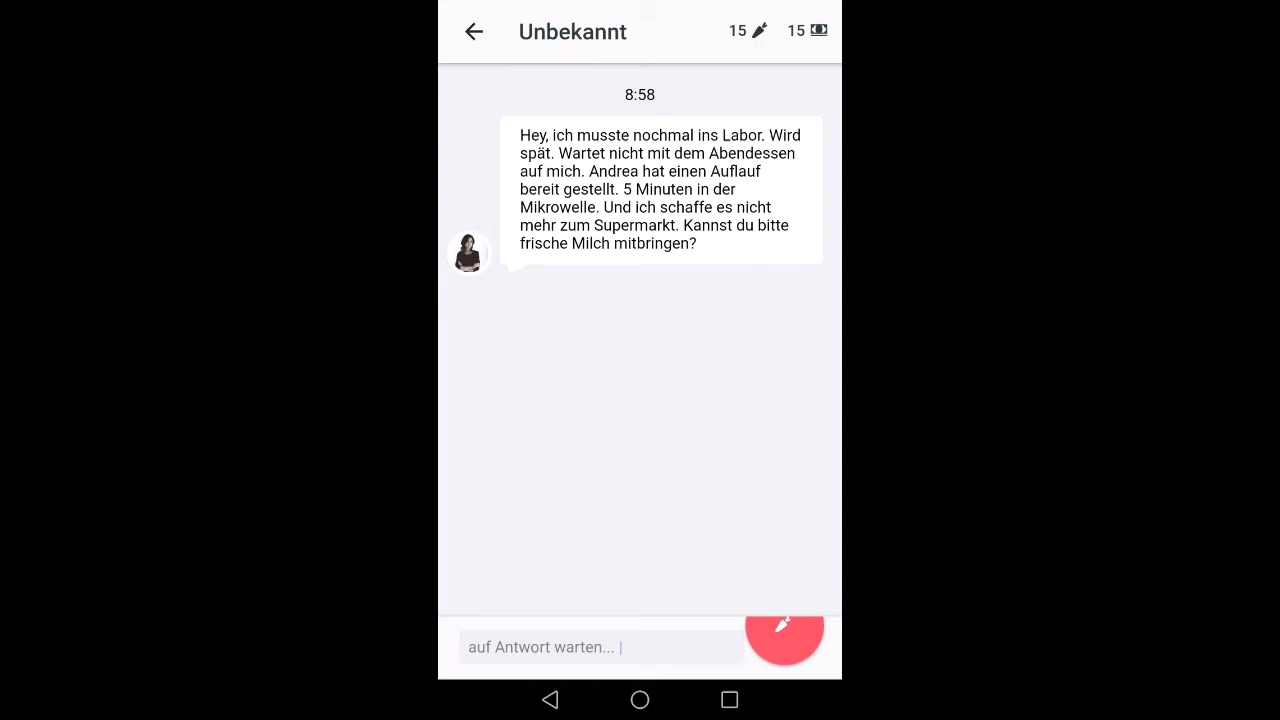 Unbekannt 15 15
8:58
Hey, ich musste nochmal ins Labor. Wird
spät. Wartet nicht mit dem Abendessen
auf mich. Andrea hat einen Auflauf
bereit gestellt. 5 Minuten in der
Mikrowelle. Und ich schaffe es nicht
mehr zum Supermarkt. Kannst du bitte
frische Milch mitbringen?
auf Antwort warten...